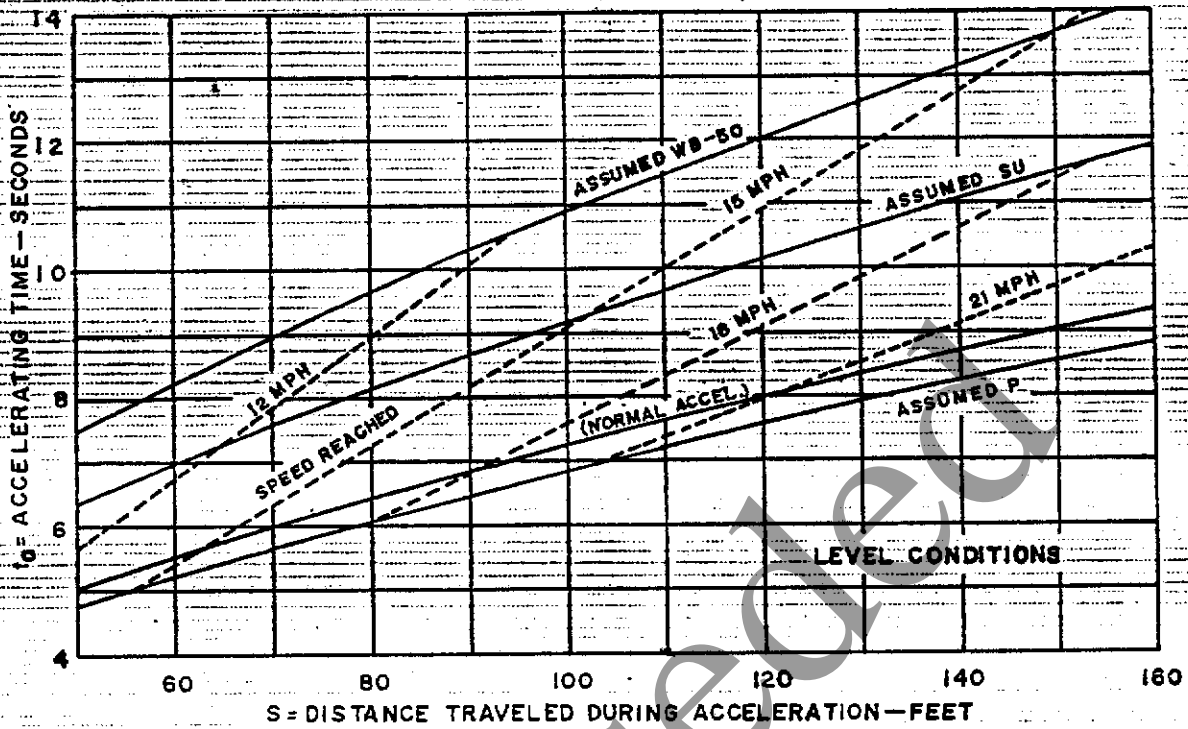 14
12
10
8
6
4
ta = ACCELERATING TIME—SECONDS
ASSUMED WB-50
15 MPH
ASSUMED SU
12 MPH
18 MPH
21 MPH
SPEED REACHED
(NORMAL ACCEL.)
ASSUMED P
LEVEL CONDITIONS
60 80 100 120 140 160
S = DISTANCE TRAVELED DURING ACCELERATION—FEET